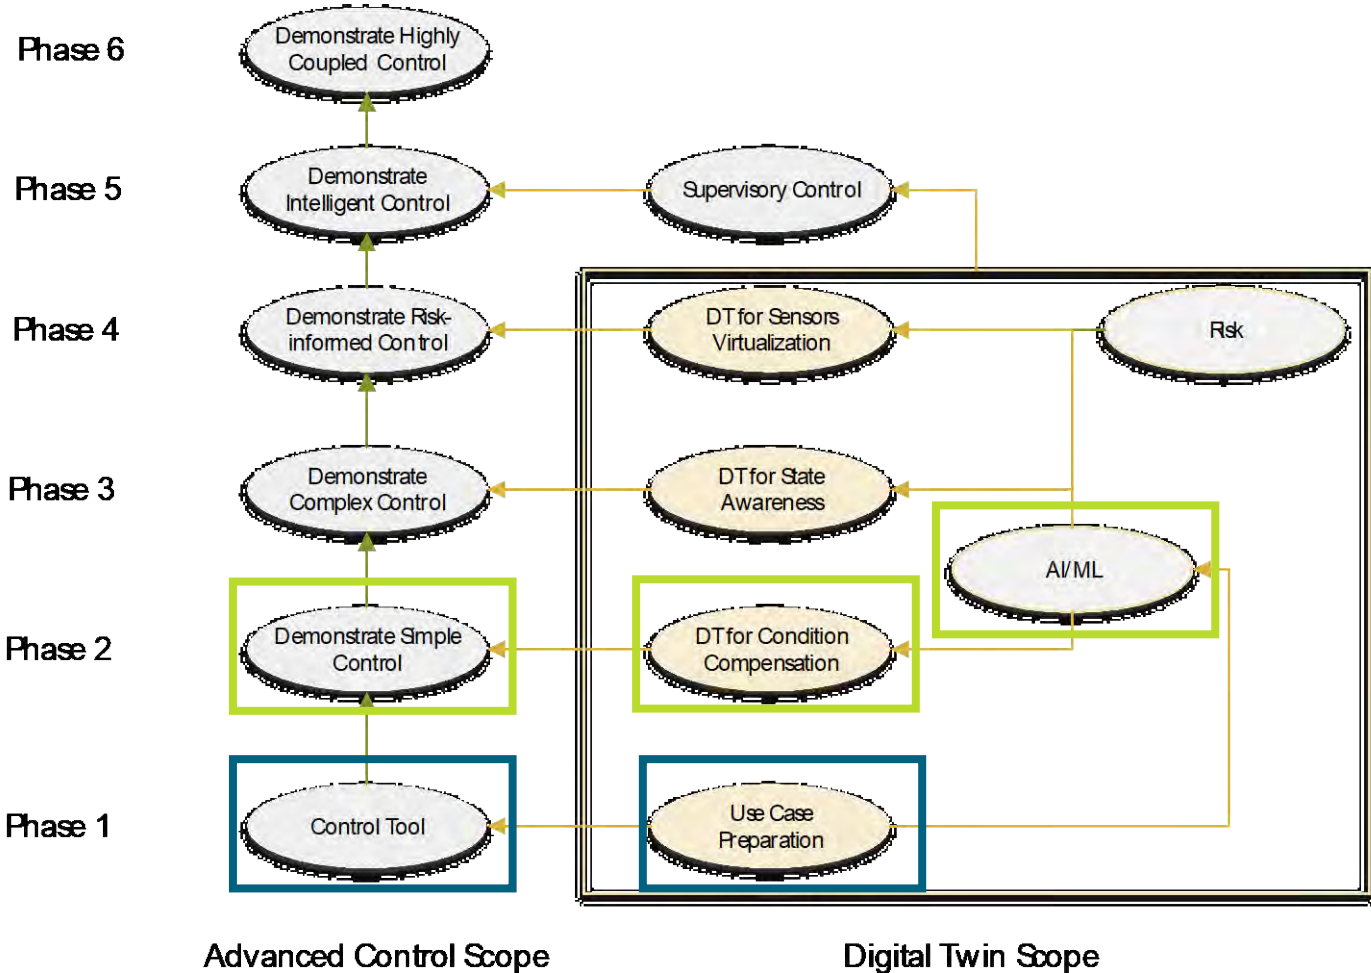 Phase 6
Demonstrate Highly
Coupled Control
Phase 5
Demonstrate
Intelligent Control
Supervisory Control
Phase 4
Demonstrate Risk-
informed Control
DT for Sensors
Virtualization
Risk
Phase 3
Demonstrate
Complex Control
DT for State
Awareness
AI/ML
Phase 2
Demonstrate Simple
Control
DT for Condition
Compensation
Phase 1
Control Tool
Use Case
Preparation
Advanced Control Scope
Digital Twin Scope